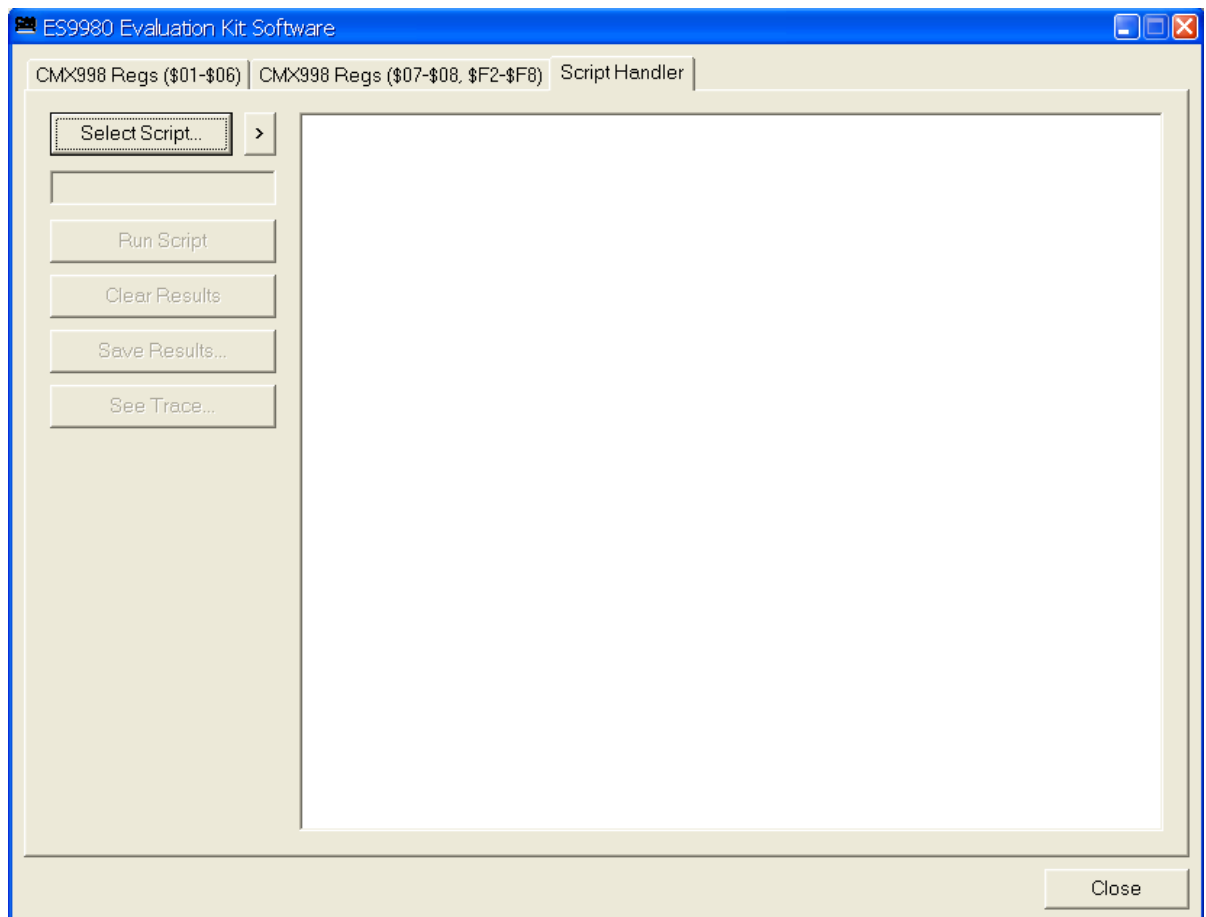 ES9980 Evaluation Kit Software
CMX998 Regs ($01-$06) CMX998 Regs ($07-$08, $F2-$F8) Script Handler
Select Script... >
Run Script
Clear Results
Save Results...
See Trace...
Close